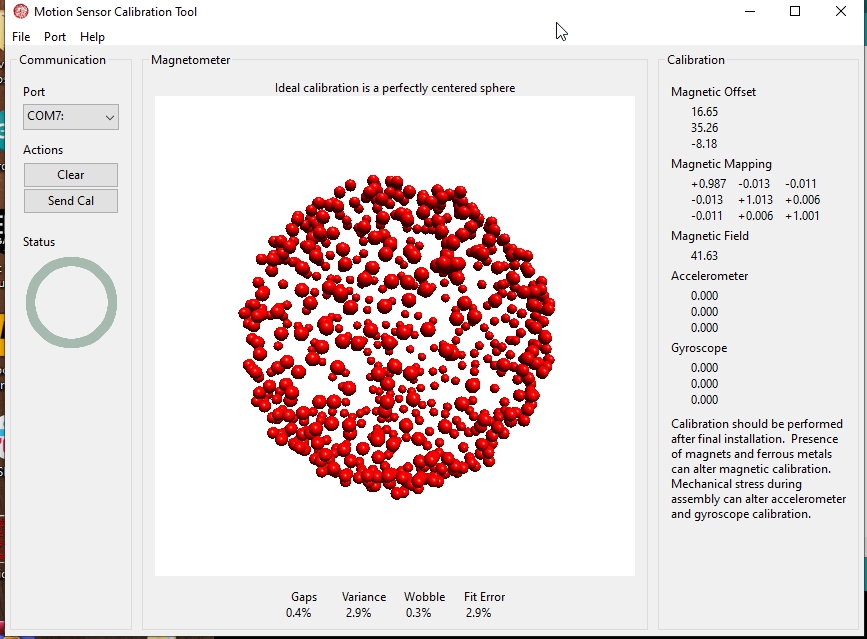 Motion Sensor Calibration Tool
File Port Help
Communication
Port
COM7:
Actions
Clear
Send Cal
Status
Magnetometer
Ideal calibration is a perfectly centered sphere
Gaps Variance Wobble Fit Error
0.4% 2.9% 0.3% 2.9%
Calibration
Magnetic Offset
16.65
35.26
-8.18
Magnetic Mapping
+0.987 -0.013 -0.011
-0.013 +1.013 +0.006
-0.011 +0.006 +1.001
Magnetic Field
41.63
Accelerometer
0.000
0.000
0.000
Gyroscope
0.000
0.000
0.000
Calibration should be performed
after final installation. Presence
of magnets and ferrous metals
can alter magnetic calibration.
Mechanical stress during
assembly can alter accelerometer
and gyroscope calibration.